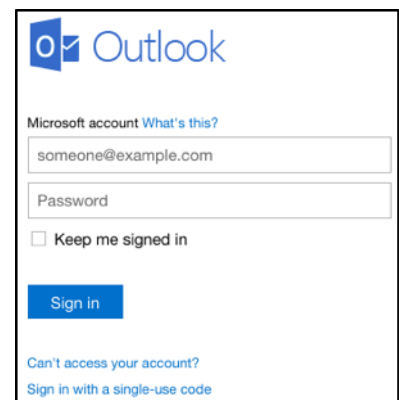 Outlook
Microsoft account What's this?
someone@example.com
Password
Keep me signed in
Sign in
Can't access your account?
Sign in with a single-use code